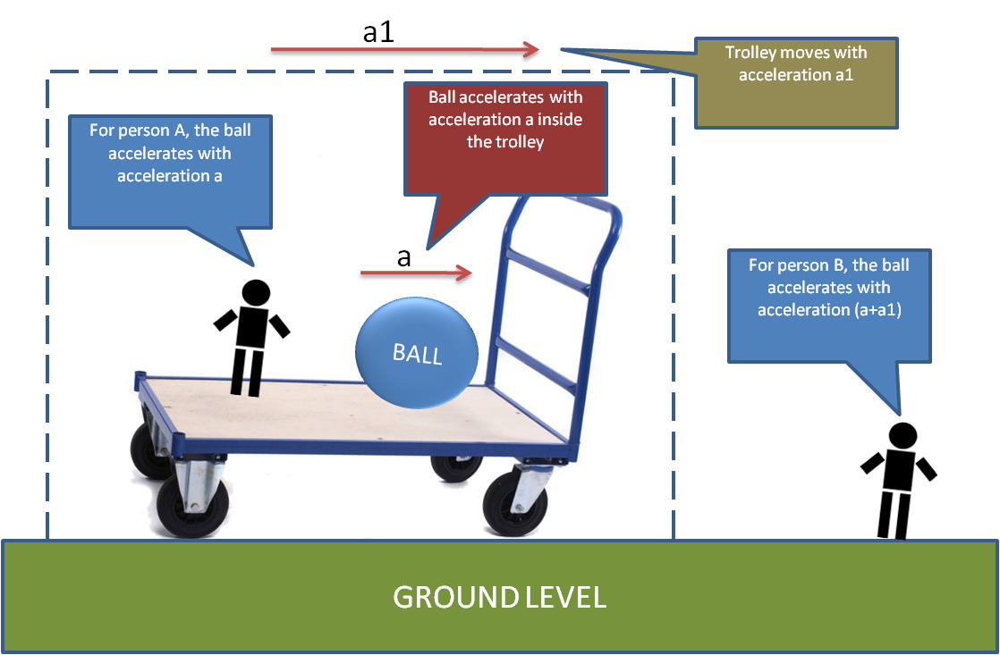 a1
Trolley moves with
acceleration a1
Ball accelerates with
acceleration a inside
the trolley
For person A, the ball
accelerates with
acceleration a
a
For person B, the ball
accelerates with
acceleration (a+a1)
BALL
GROUND LEVEL